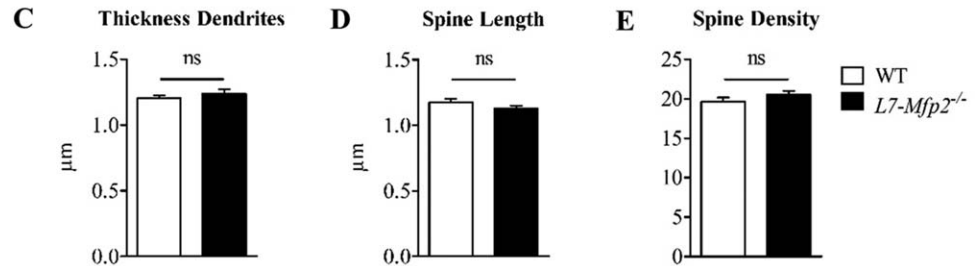 C Thickness Dendrites
1.5
1.0
0.5
0.0
µm
ns
D Spine Length
1.5
1.0
0.5
0.0
µm
ns
E Spine Density
25
20
15
10
5
0
ns
WT
L7-Mfp2-/-